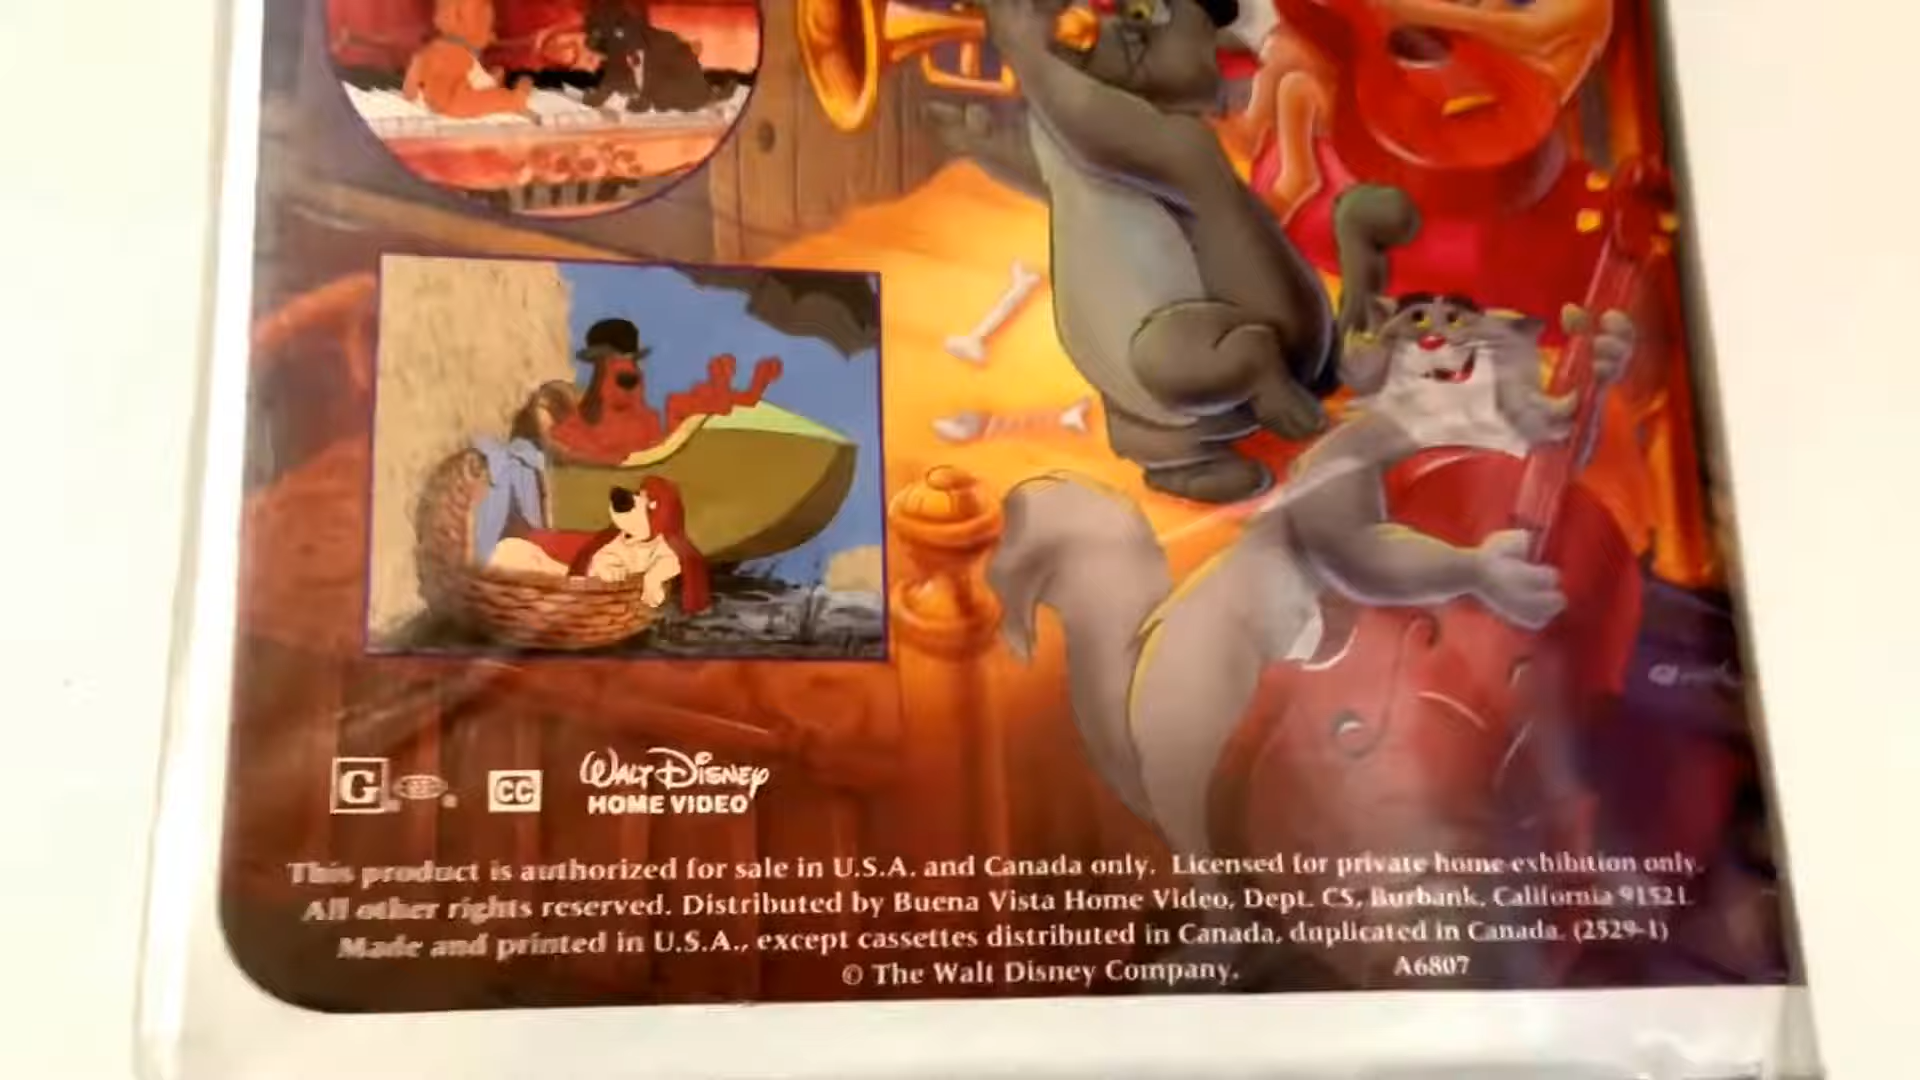 G
CC
WALT DISNEY
HOME VIDEO
This product is authorized for sale in U.S.A. and Canada only. Licensed for private home exhibition only.
All other rights reserved. Distributed by Buena Vista Home Video, Dept. CS, Burbank, California 91521.
Made and printed in U.S.A., except cassettes distributed in Canada, duplicated in Canada. (2529-1)
© The Walt Disney Company. A6807